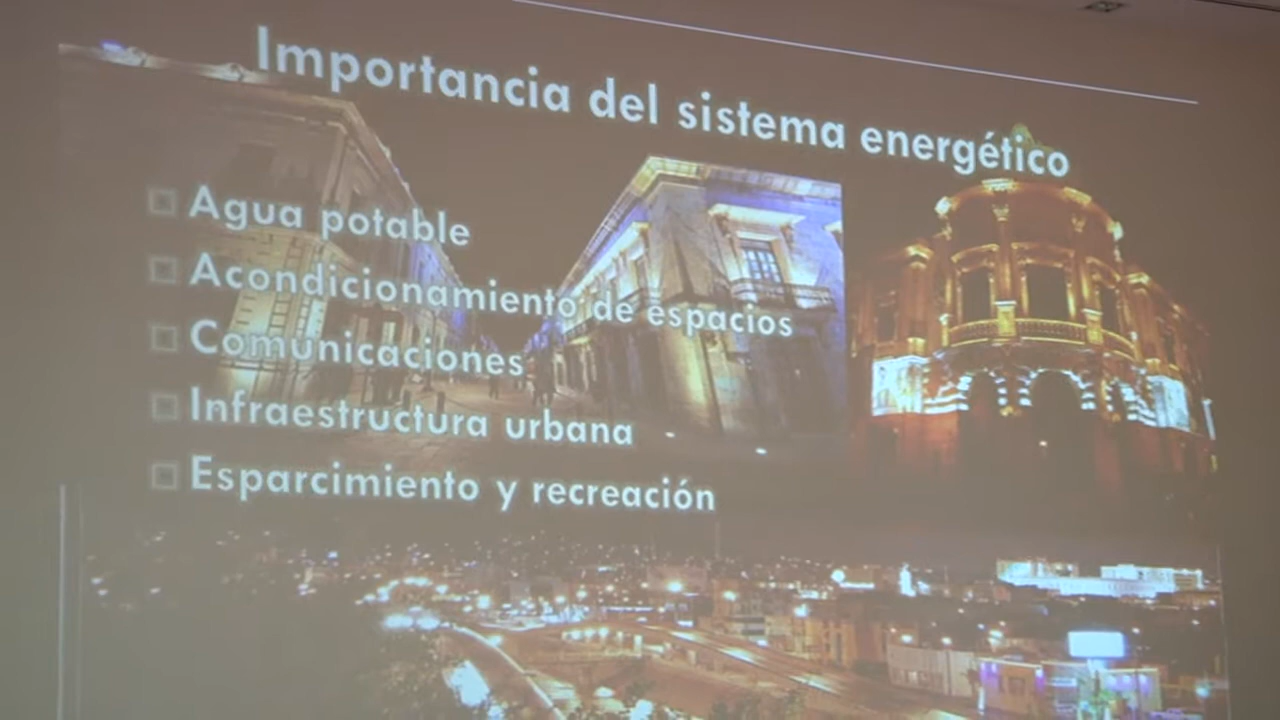 Importancia del sistema energético
Agua potable
Acondicionamiento de espacios
Comunicaciones
Infraestructura urbana
Esparcimiento y recreación